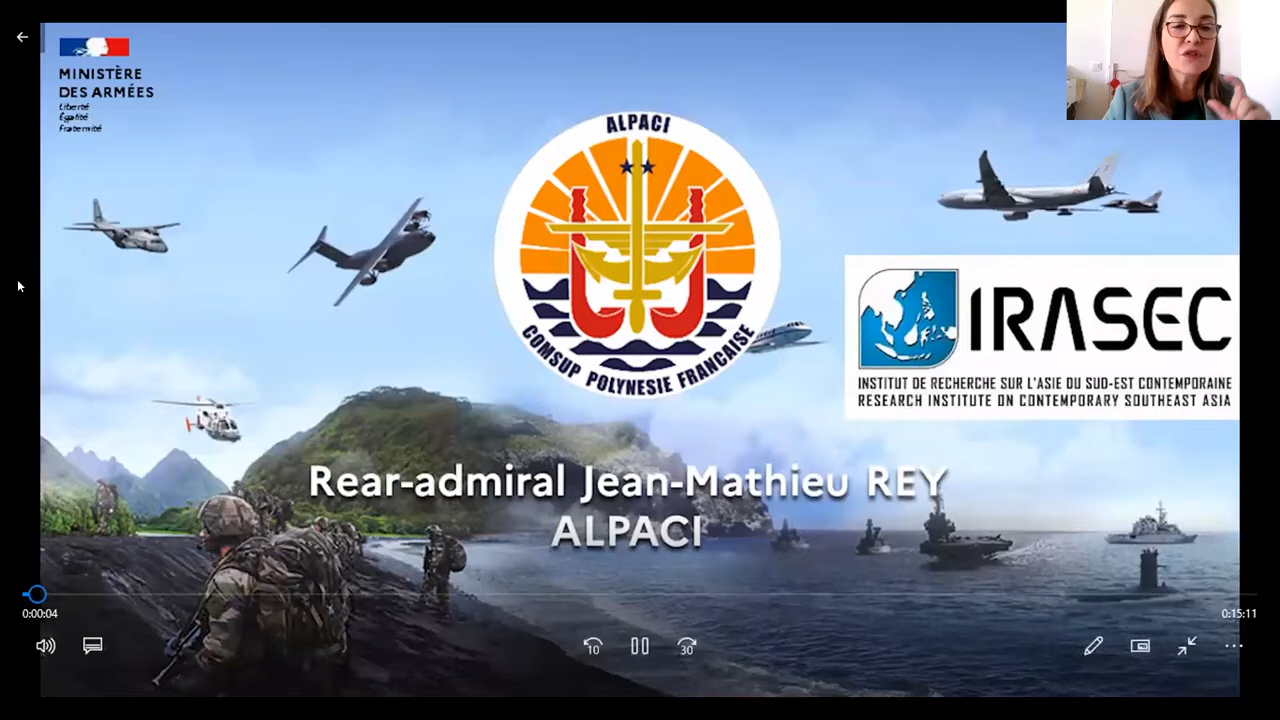 MINISTÈRE
DES ARMÉES
Liberté
Égalité
Fraternité
ALPACI
COMSUP POLYNESIE FRANCAISE
IRASEC
INSTITUT DE RECHERCHE SUR L'ASIE DU SUD-EST CONTEMPORAINE
RESEARCH INSTITUTE ON CONTEMPORARY SOUTHEAST ASIA
Rear-admiral Jean-Mathieu REY
ALPACI
0:00:04
0:15:11
10
30